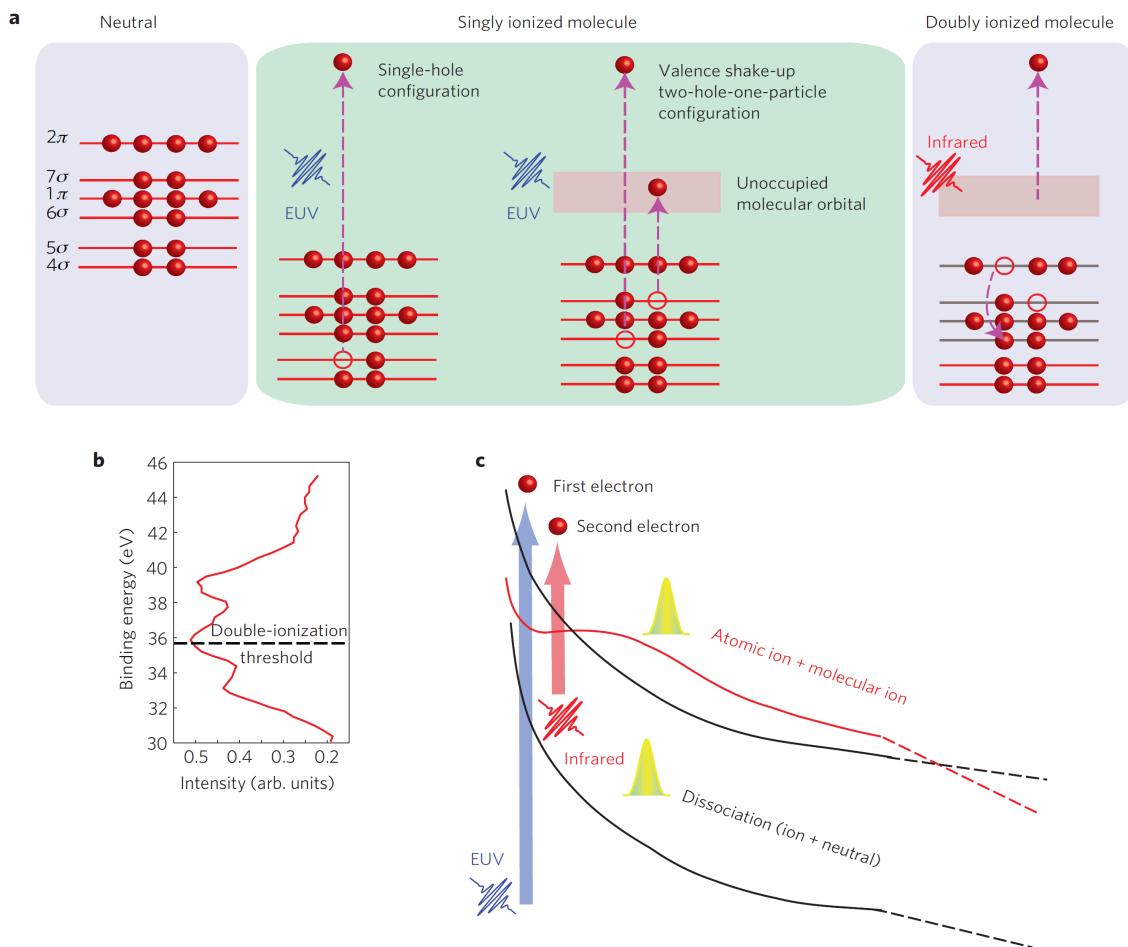 a
Neutral
Singly ionized molecule
Doubly ionized molecule
2π
7σ
1π
6σ
5σ
4σ
Single-hole
configuration
EUV
Valence shake-up
two-hole-one-particle
configuration
EUV
Unoccupied
molecular orbital
Infrared
b
Binding energy (eV)
46
44
42
40
38
36
34
32
30
Double-ionization
threshold
0.5 0.4 0.3 0.2
Intensity (arb. units)
c
First electron
Second electron
Atomic ion + molecular ion
Infrared
Dissociation (ion + neutral)
EUV